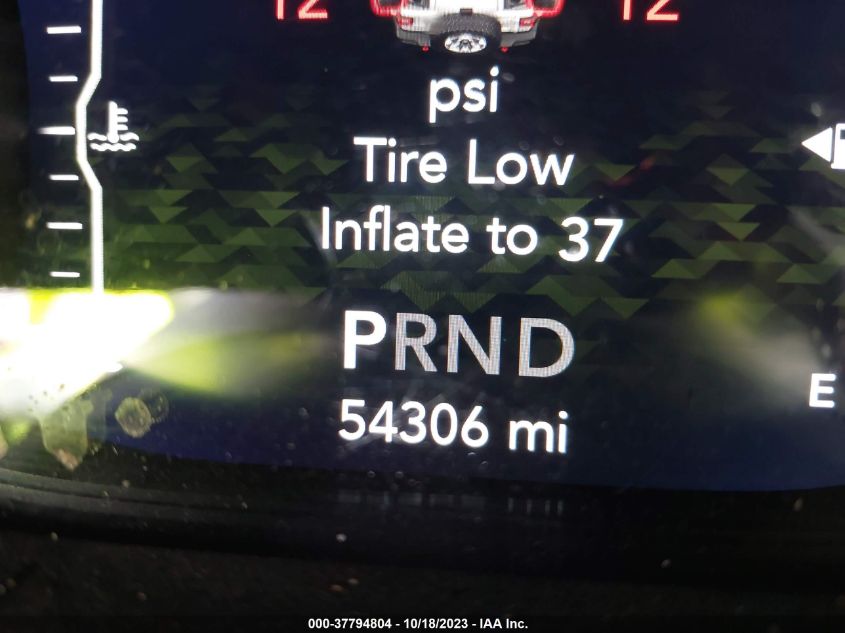 12 12
psi
Tire Low
Inflate to 37
PRND
E
54306 mi
000-37794804 - 10/18/2023 - IAA Inc.